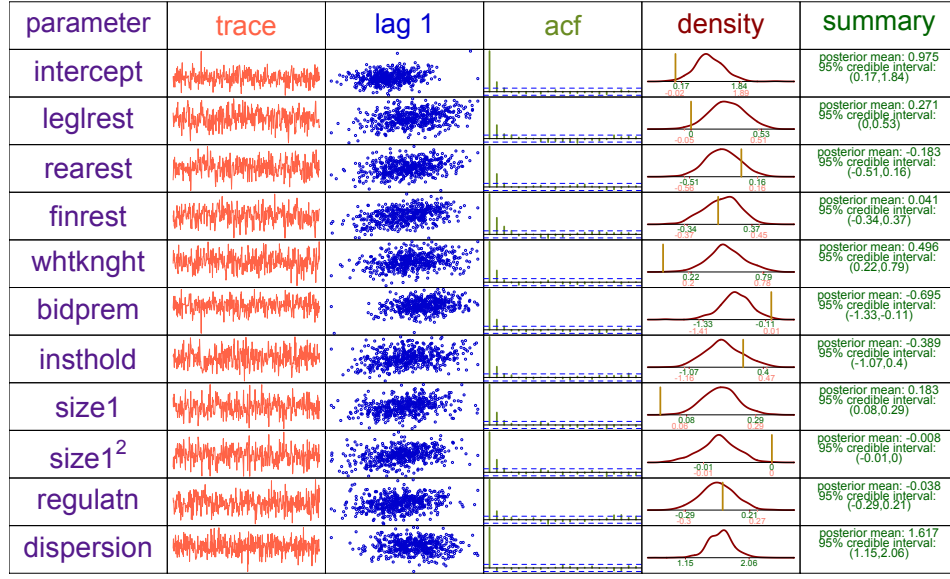 parameter trace lag 1 acf density summary
intercept
0.17 1.84
-0.02 1.89
posterior mean: 0.975
95% credible interval:
(0.17,1.84)
leglrest
0 0.53
-0.05 0.51
posterior mean: 0.271
95% credible interval:
(0,0.53)
rearest
-0.51 0.16
-0.56 0.16
posterior mean: -0.183
95% credible interval:
(-0.51,0.16)
finrest
-0.34 0.37
-0.37 0.45
posterior mean: 0.041
95% credible interval:
(-0.34,0.37)
whtknght
0.22 0.79
0.2 0.78
posterior mean: 0.496
95% credible interval:
(0.22,0.79)
bidprem
-1.33 -0.11
-1.41 0.01
posterior mean: -0.695
95% credible interval:
(-1.33,-0.11)
insthold
-1.07 0.4
-1.16 0.47
posterior mean: -0.389
95% credible interval:
(-1.07,0.4)
size1
0.08 0.29
0.06 0.29
posterior mean: 0.183
95% credible interval:
(0.08,0.29)
size1²
-0.01 0
-0.01 0
posterior mean: -0.008
95% credible interval:
(-0.01,0)
regulatn
-0.29 0.21
-0.3 0.27
posterior mean: -0.038
95% credible interval:
(-0.29,0.21)
dispersion
1.15 2.06
posterior mean: 1.617
95% credible interval:
(1.15,2.06)